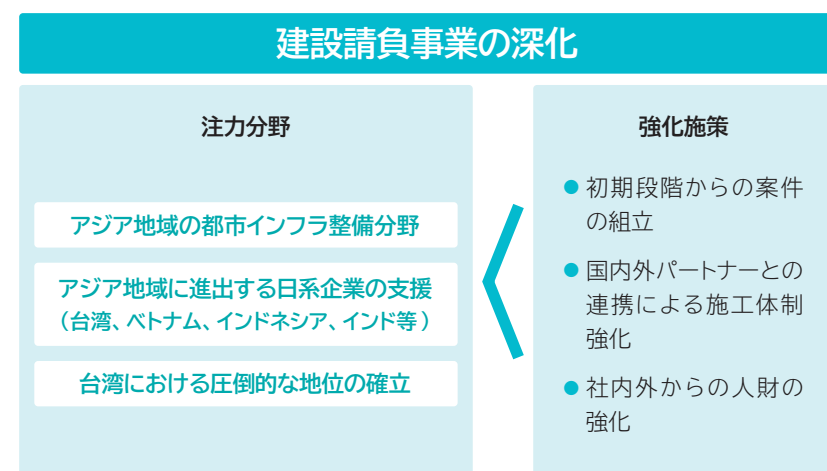 建設請負事業の深化
注力分野
アジア地域の都市インフラ整備分野
アジア地域に進出する日系企業の支援
（台湾、ベトナム、インドネシア、インド等）
台湾における圧倒的な地位の確立
強化施策
● 初期段階からの案件
の組立
● 国内外パートナーとの
連携による施工体制
強化
● 社内外からの人財の
強化